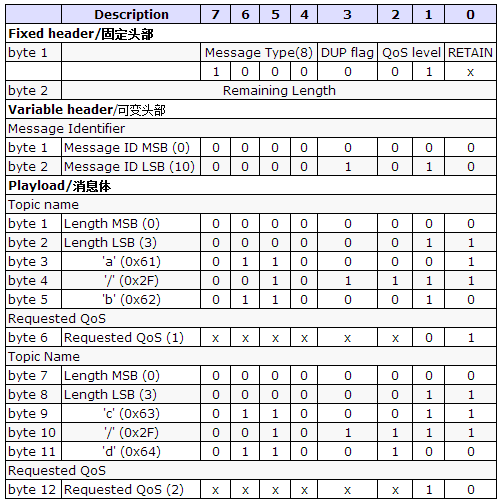 Description 7 6 5 4 3 2 1 0
Fixed header/固定头部
byte 1 Message Type(8) DUP flag QoS level RETAIN
1 0 0 0 0 0 1 x
byte 2 Remaining Length
Variable header/可变头部
Message Identifier
byte 1 Message ID MSB (0) 0 0 0 0 0 0 0 0
byte 2 Message ID LSB (10) 0 0 0 0 1 0 1 0
Playload/消息体
Topic name
byte 1 Length MSB (0) 0 0 0 0 0 0 0 0
byte 2 Length LSB (3) 0 0 0 0 0 0 1 1
byte 3 'a' (0x61) 0 1 1 0 0 0 0 1
byte 4 '/' (0x2F) 0 0 1 0 1 1 1 1
byte 5 'b' (0x62) 0 1 1 0 0 0 1 0
Requested QoS
byte 6 Requested QoS (1) x x x x x x 0 1
Topic Name
byte 7 Length MSB (0) 0 0 0 0 0 0 0 0
byte 8 Length LSB (3) 0 0 0 0 0 0 1 1
byte 9 'c' (0x63) 0 1 1 0 0 0 1 1
byte 10 '/' (0x2F) 0 0 1 0 1 1 1 1
byte 11 'd' (0x64) 0 1 1 0 0 1 0 0
Requested QoS
byte 12 Requested QoS (2) x x x x x x 1 0